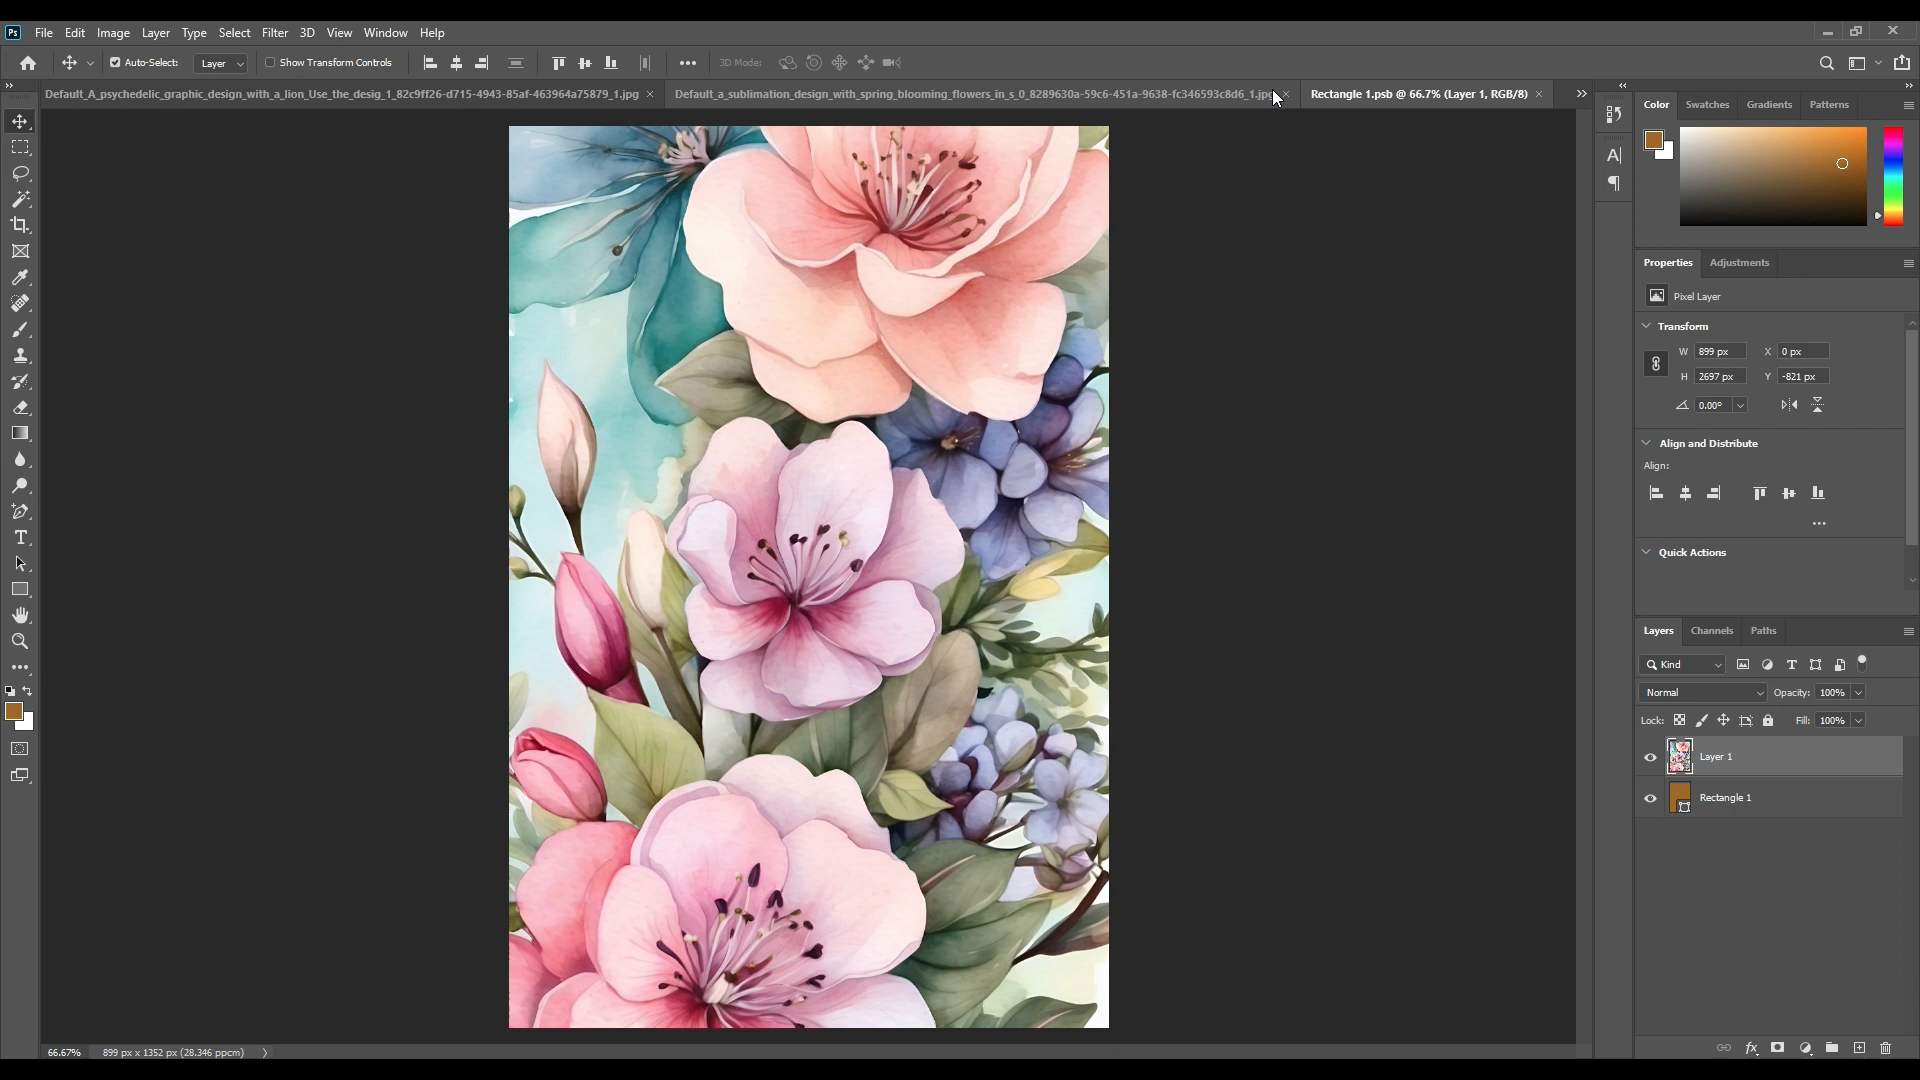 Ps File Edit Image Layer Type Select Filter 3D View Window Help
Auto-Select: Layer Show Transform Controls 3D Mode:
Default_A_psychedelic_graphic_design_with_a_lion_Use_the_desig_1_82c9ff26-d715-4943-85af-463964a75879_1.jpg × Default_a_sublimation_design_with_spring_blooming_flowers_in_s_0_8289630a-59c6-451a-9638-fc346593c8d6_1.jpg × Rectangle 1.psb @ 66.7% (Layer 1, RGB/8) ×
Color Swatches Gradients Patterns
Properties Adjustments
Pixel Layer
Transform
W 899 px X 0 px
H 2697 px Y -821 px
0.00°
Align and Distribute
Align:
Quick Actions
Layers Channels Paths
Kind
Normal Opacity: 100%
Lock: Fill: 100%
Layer 1
Rectangle 1
fx
66.67% 899 px x 1352 px (28.346 ppcm)